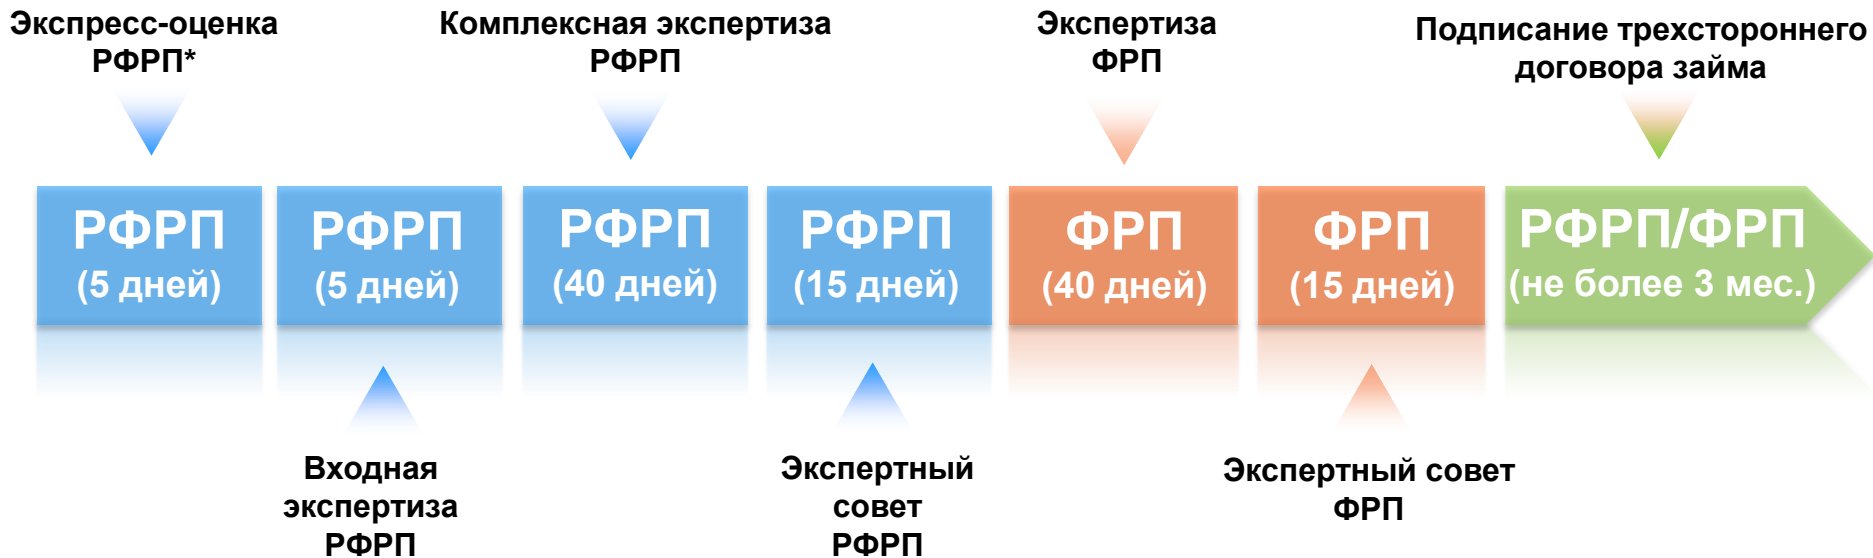 Экспресс-оценка
РФРП*
Комплексная экспертиза
РФРП
Экспертиза
ФРП
Подписание трехстороннего
договора займа
РФРП
(5 дней)
РФРП
(5 дней)
РФРП
(40 дней)
РФРП
(15 дней)
ФРП
(40 дней)
ФРП
(15 дней)
РФРП/ФРП
(не более 3 мес.)
Входная
экспертиза
РФРП
Экспертный
совет
РФРП
Экспертный совет
ФРП